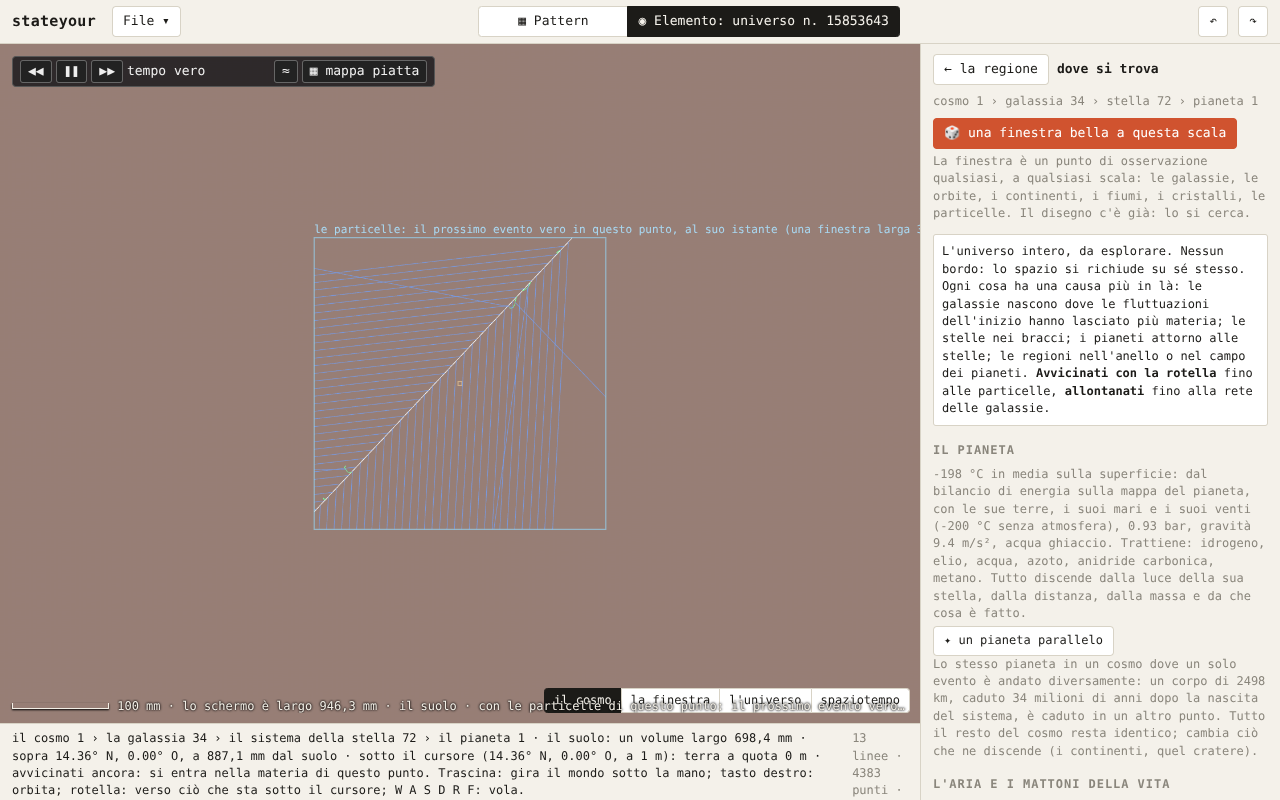 stateyour
File ▾
▦ Pattern
◉ Elemento: universo n. 15853643
↶
↷
◀◀
❚❚
▶▶
tempo vero
≈
▦ mappa piatta
le particelle: il prossimo evento vero in questo punto, al suo istante (una finestra larga 3
100 mm · lo schermo è largo 946,3 mm · il suolo · con le particelle di questo punto: il prossimo evento vero…
il cosmo
la finestra
l'universo
spaziotempo
il cosmo 1 › la galassia 34 › il sistema della stella 72 › il pianeta 1 · il suolo: un volume largo 698,4 mm ·
sopra 14.36° N, 0.00° O, a 887,1 mm dal suolo · sotto il cursore (14.36° N, 0.00° O, a 1 m): terra a quota 0 m ·
avvicinati ancora: si entra nella materia di questo punto. Trascina: gira il mondo sotto la mano; tasto destro:
orbita; rotella: verso ciò che sta sotto il cursore; W A S D R F: vola.
13
linee ·
4383
punti ·
← la regione
dove si trova
cosmo 1 › galassia 34 › stella 72 › pianeta 1
🎲 una finestra bella a questa scala
La finestra è un punto di osservazione
qualsiasi, a qualsiasi scala: le galassie, le
orbite, i continenti, i fiumi, i cristalli, le
particelle. Il disegno c'è già: lo si cerca.
L'universo intero, da esplorare. Nessun
bordo: lo spazio si richiude su sé stesso.
Ogni cosa ha una causa più in là: le
galassie nascono dove le fluttuazioni
dell'inizio hanno lasciato più materia; le
stelle nei bracci; i pianeti attorno alle
stelle; le regioni nell'anello o nel campo
dei pianeti. Avvicinati con la rotella fino
alle particelle, allontanati fino alla rete
delle galassie.
IL PIANETA
-198 °C in media sulla superficie: dal
bilancio di energia sulla mappa del pianeta,
con le sue terre, i suoi mari e i suoi venti
(-200 °C senza atmosfera), 0.93 bar, gravità
9.4 m/s², acqua ghiaccio. Trattiene: idrogeno,
elio, acqua, azoto, anidride carbonica,
metano. Tutto discende dalla luce della sua
stella, dalla distanza, dalla massa e da che
cosa è fatto.
✦ un pianeta parallelo
Lo stesso pianeta in un cosmo dove un solo
evento è andato diversamente: un corpo di 2498
km, caduto 34 milioni di anni dopo la nascita
del sistema, è caduto in un altro punto. Tutto
il resto del cosmo resta identico; cambia ciò
che ne discende (i continenti, quel cratere).
L'ARIA E I MATTONI DELLA VITA